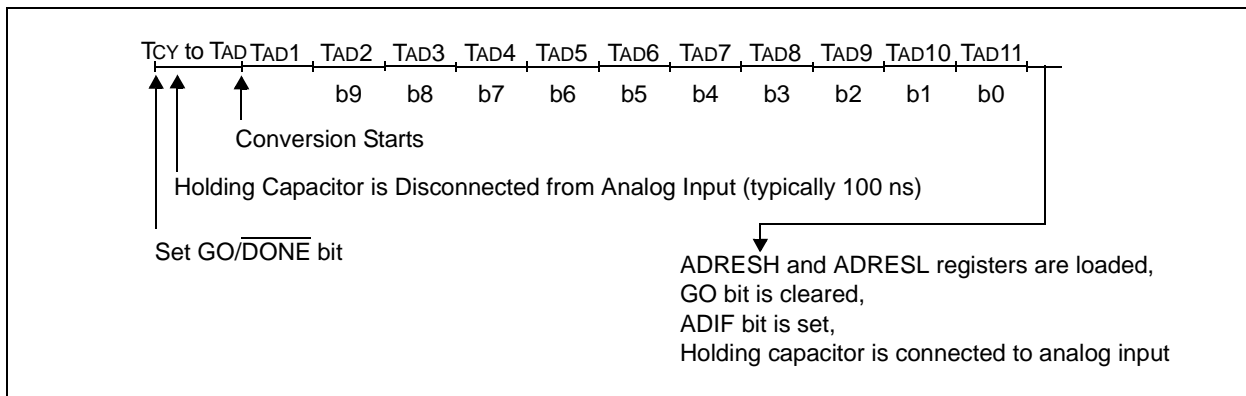 TCY to TAD TAD1 TAD2 TAD3 TAD4 TAD5 TAD6 TAD7 TAD8 TAD9 TAD10 TAD11
b9 b8 b7 b6 b5 b4 b3 b2 b1 b0
Conversion Starts
Holding Capacitor is Disconnected from Analog Input (typically 100 ns)
Set GO/DONE bit
ADRESH and ADRESL registers are loaded,
GO bit is cleared,
ADIF bit is set,
Holding capacitor is connected to analog input